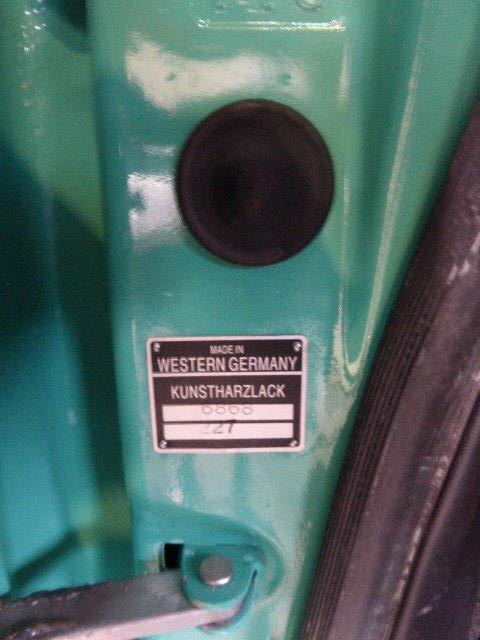 MADE IN
WESTERN GERMANY
KUNSTHARZLACK
6868
227